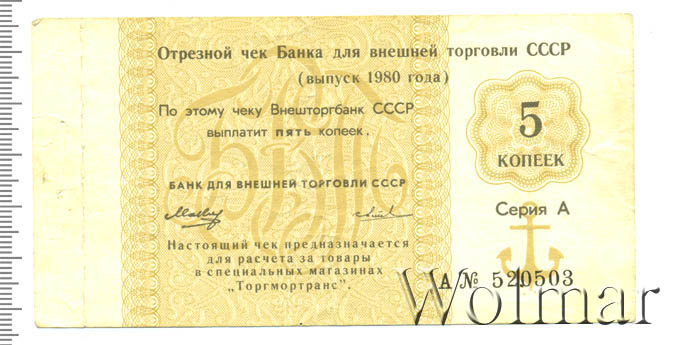 Отрезной чек Банка для внешней торговли СССР
(выпуск 1980 года)
По этому чеку Внешторгбанк СССР
выплатит пять копеек.
БАНК ДЛЯ ВНЕШНЕЙ ТОРГОВЛИ СССР
Настоящий чек предназначается
для расчета за товары
в специальных магазинах
„Торгмортранс".
5
КОПЕЕК
Серия А
А № 520503
Wolmar